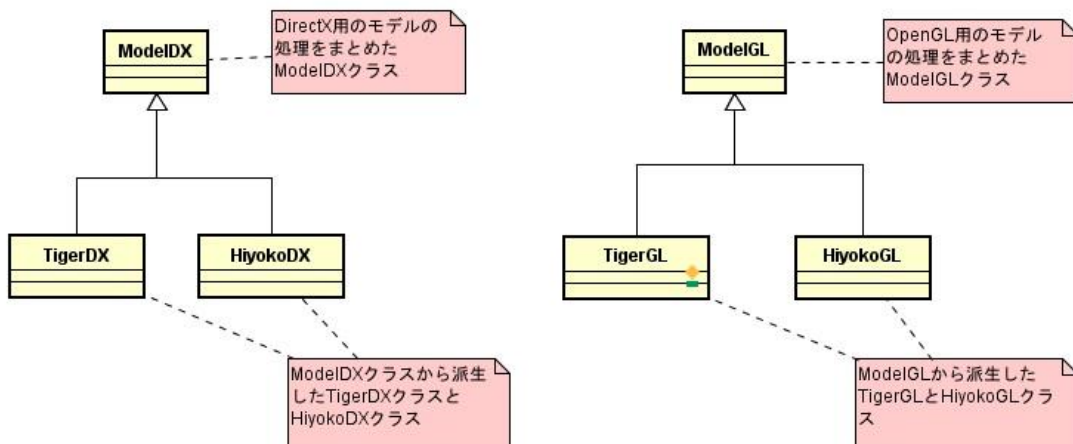 ModelDX
DirectX用のモデルの
処理をまとめた
ModelDXクラス
TigerDX
HiyokoDX
ModelDXクラスから派生
したTigerDXクラスと
HiyokoDXクラス
ModelGL
OpenGL用のモデル
の処理をまとめた
ModelGLクラス
TigerGL
HiyokoGL
ModelGLから派生した
TigerGLとHiyokoGLクラ
ス